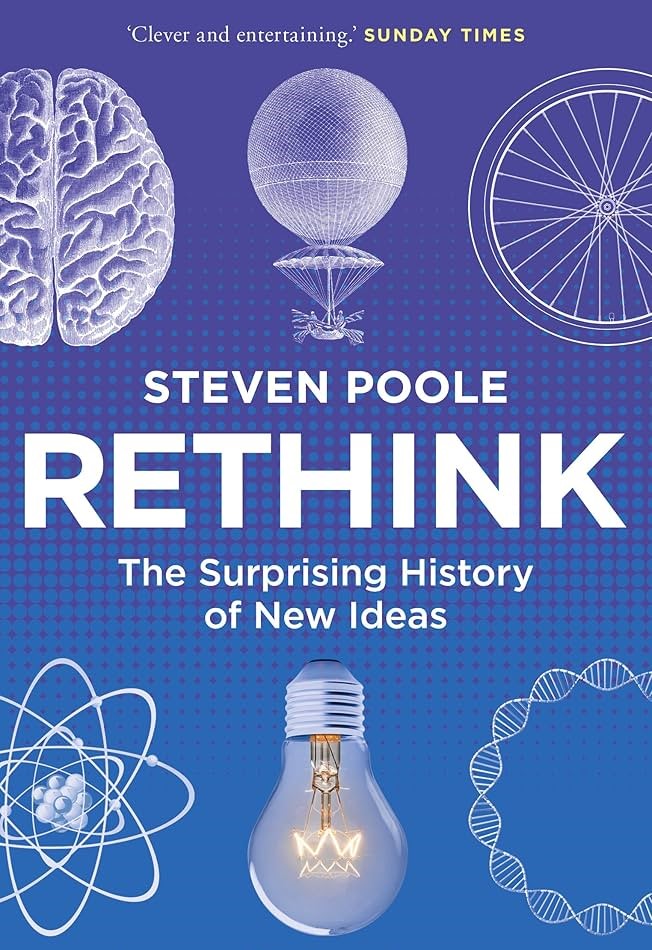 ‘Clever and entertaining.’ SUNDAY TIMES
STEVEN POOLE
RETHINK
The Surprising History
of New Ideas